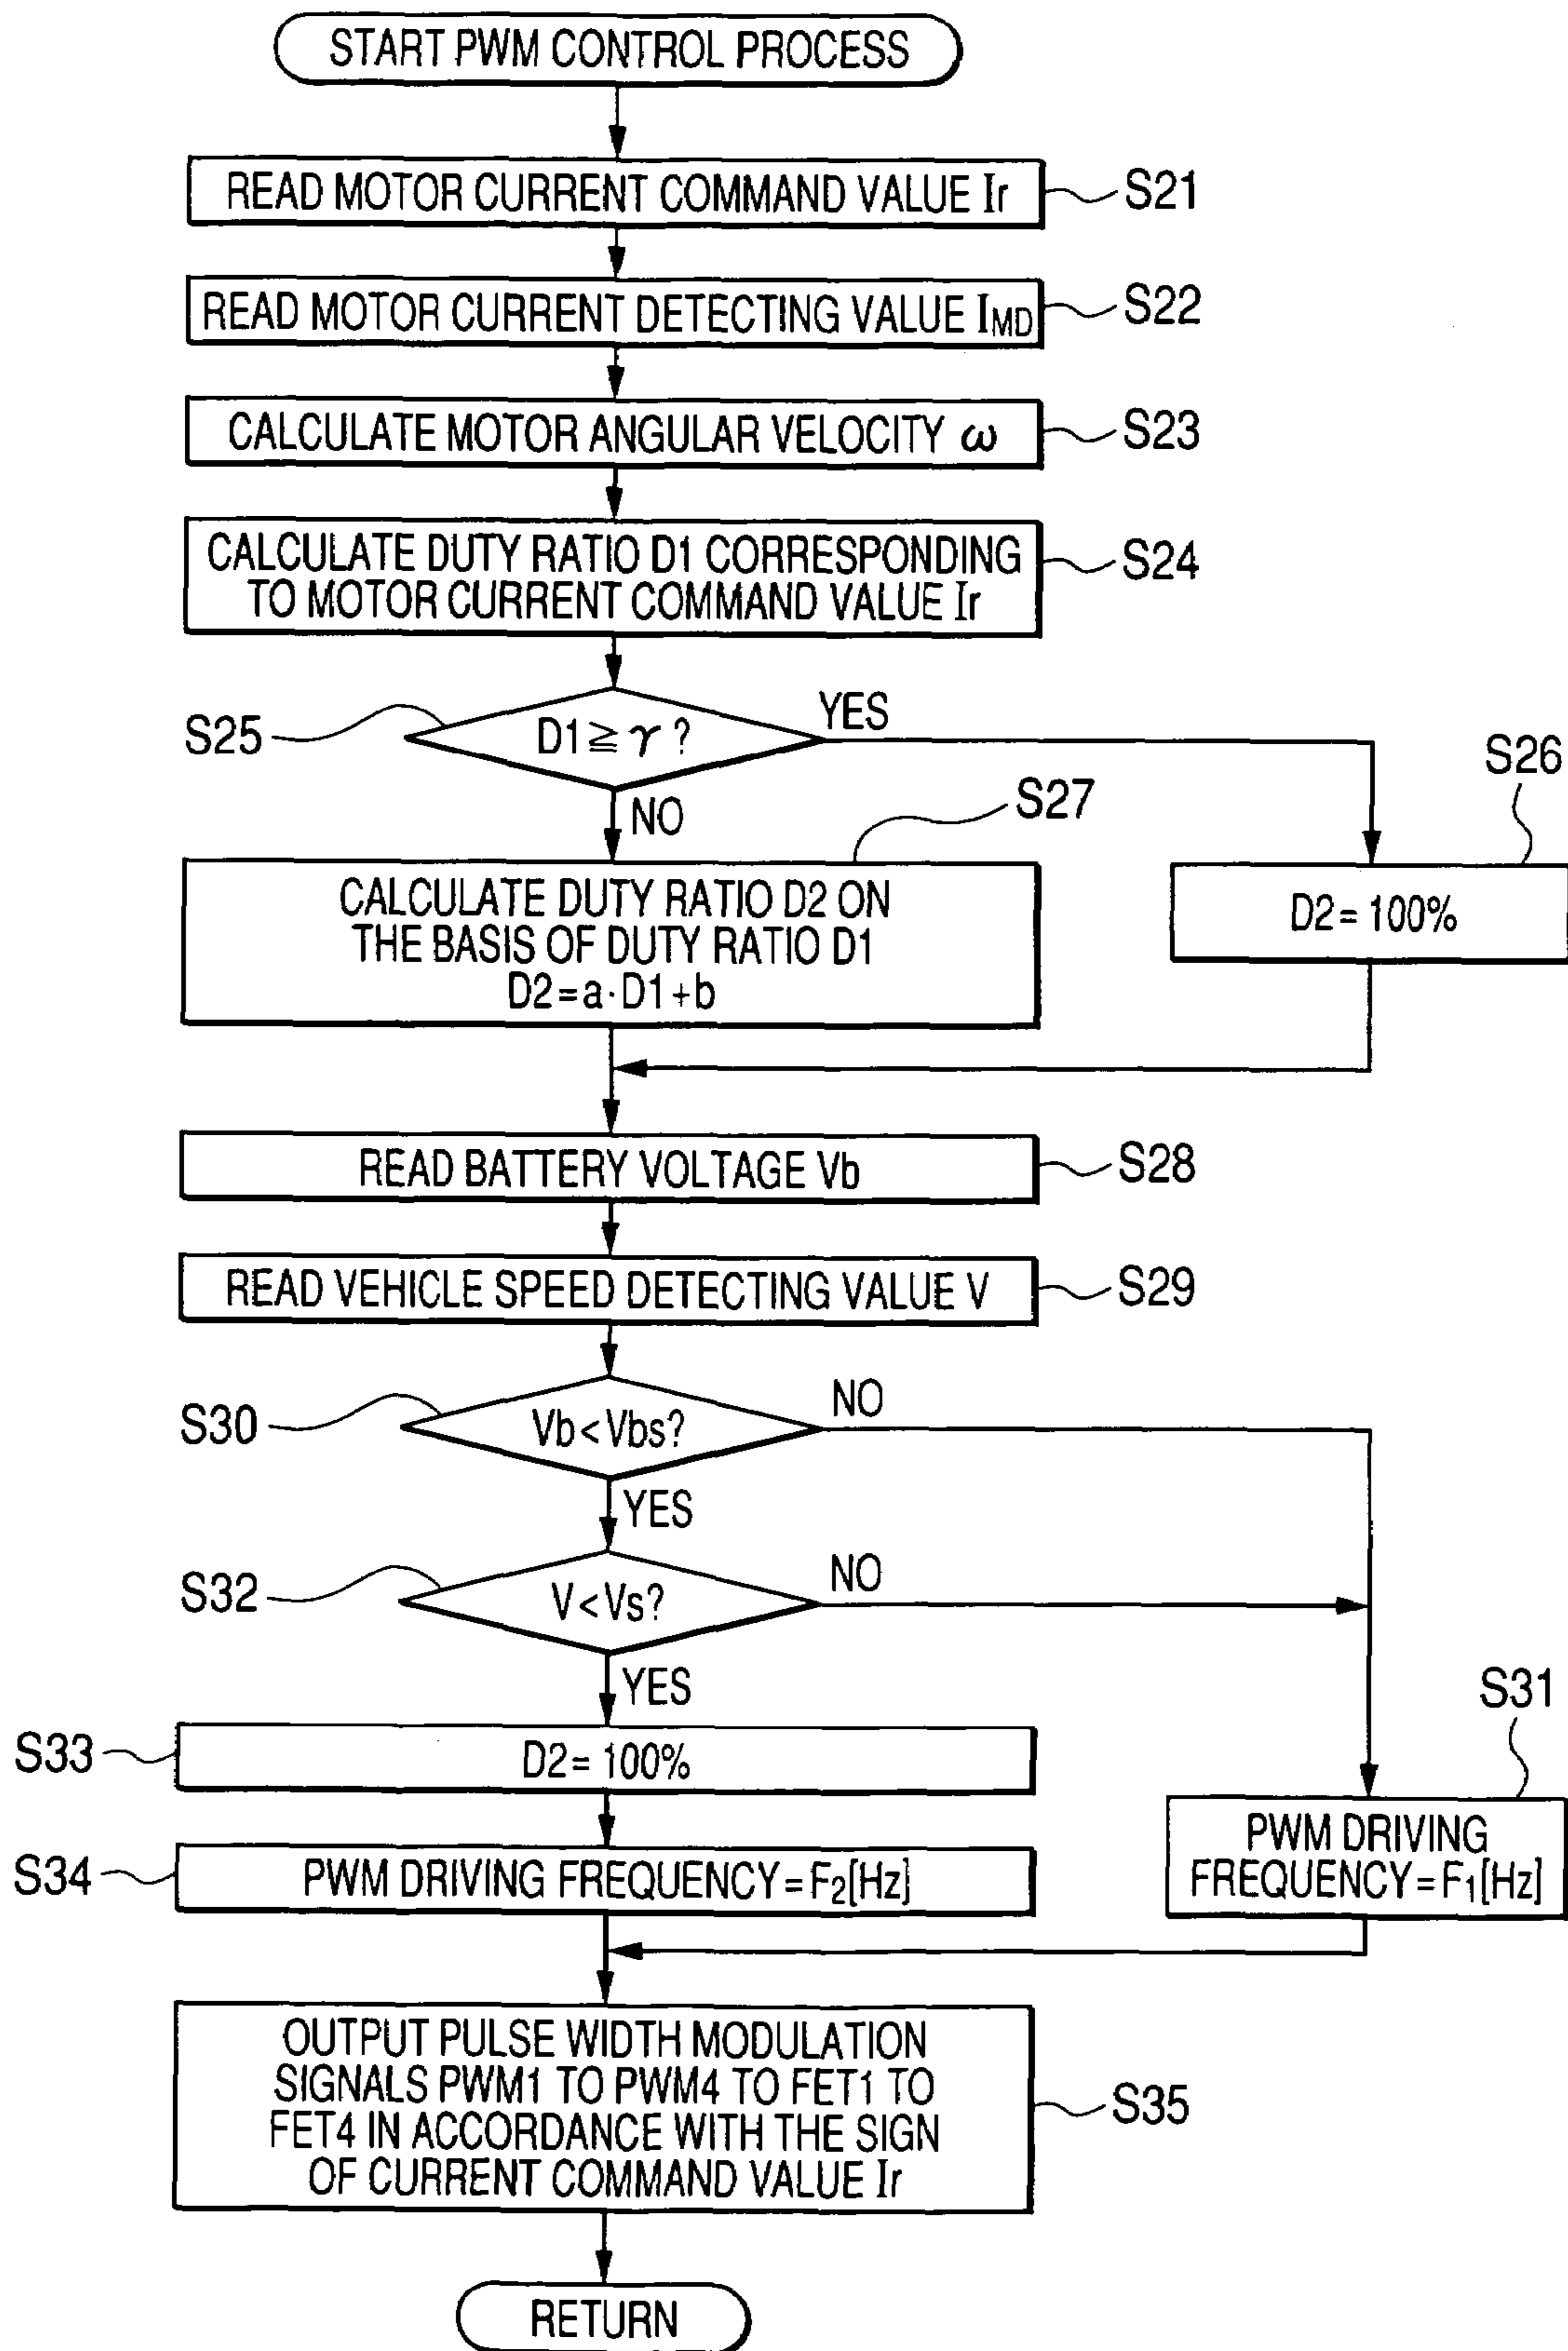 START PWM CONTROL PROCESS
READ MOTOR CURRENT COMMAND VALUE Ir
S21
READ MOTOR CURRENT DETECTING VALUE IMD
S22
CALCULATE MOTOR ANGULAR VELOCITY ω
S23
CALCULATE DUTY RATIO D1 CORRESPONDING
TO MOTOR CURRENT COMMAND VALUE Ir
S24
S25
D1≧γ?
YES
NO
S26
D2=100%
S27
CALCULATE DUTY RATIO D2 ON
THE BASIS OF DUTY RATIO D1
D2=a·D1+b
READ BATTERY VOLTAGE Vb
S28
READ VEHICLE SPEED DETECTING VALUE V
S29
S30
Vb<Vbs?
NO
YES
S32
V<Vs?
NO
YES
S31
PWM DRIVING
FREQUENCY=F1[Hz]
S33
D2=100%
S34
PWM DRIVING FREQUENCY=F2[Hz]
OUTPUT PULSE WIDTH MODULATION
SIGNALS PWM1 TO PWM4 TO FET1 TO
FET4 IN ACCORDANCE WITH THE SIGN
OF CURRENT COMMAND VALUE Ir
S35
RETURN